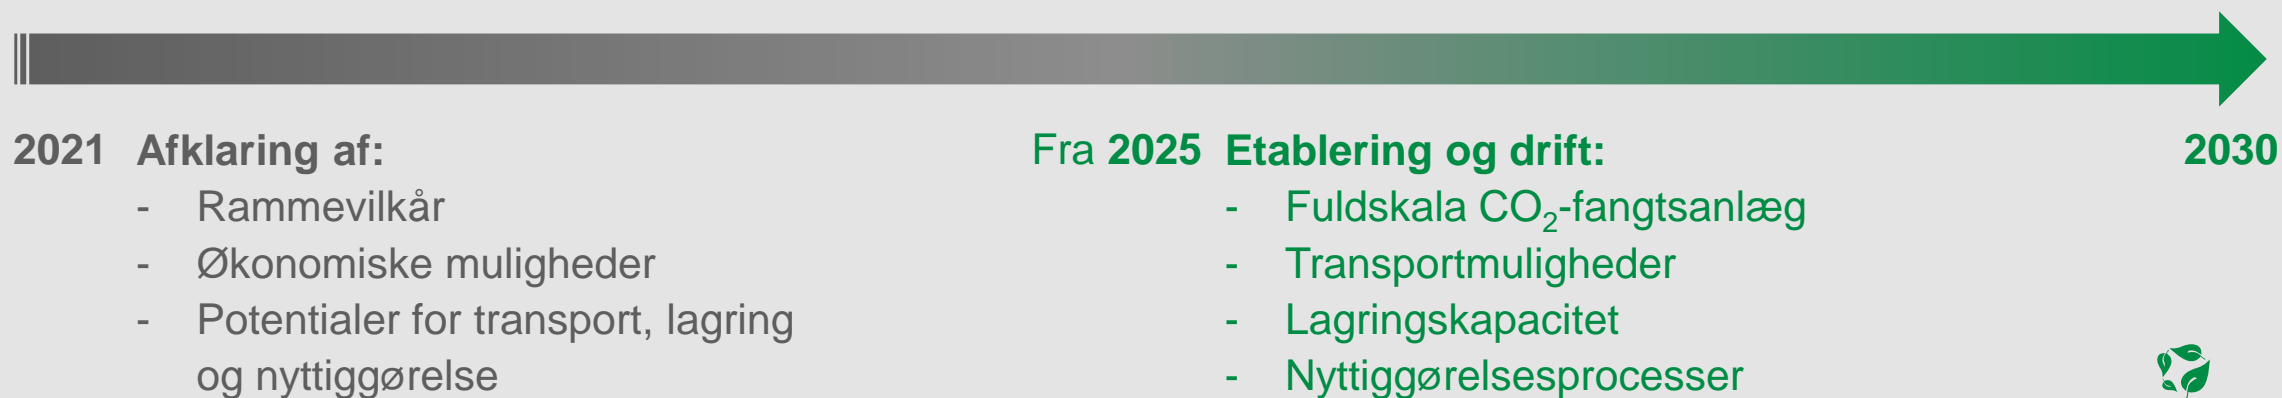 2021 Afklaring af:
- Rammevilkår
- Økonomiske muligheder
- Potentialer for transport, lagring
og nyttiggørelse
Fra 2025 Etablering og drift:
- Fuldskala CO₂-fangtsanlæg
- Transportmuligheder
- Lagringskapacitet
- Nyttiggørelsesprocesser
2030